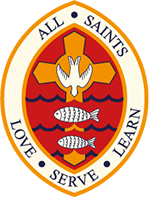 ALL • SAINTS
LOVE • SERVE • LEARN